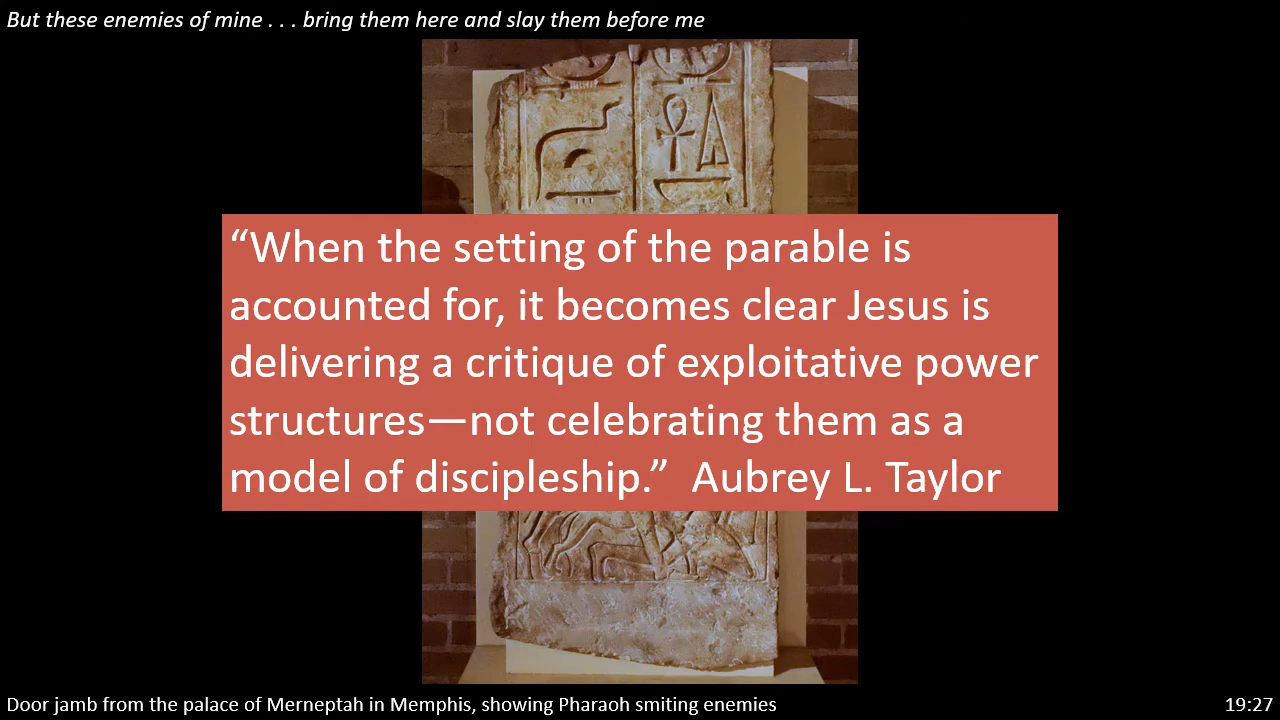 But these enemies of mine . . . bring them here and slay them before me
“When the setting of the parable is
accounted for, it becomes clear Jesus is
delivering a critique of exploitative power
structures—not celebrating them as a
model of discipleship.”  Aubrey L. Taylor
Door jamb from the palace of Merneptah in Memphis, showing Pharaoh smiting enemies
19:27